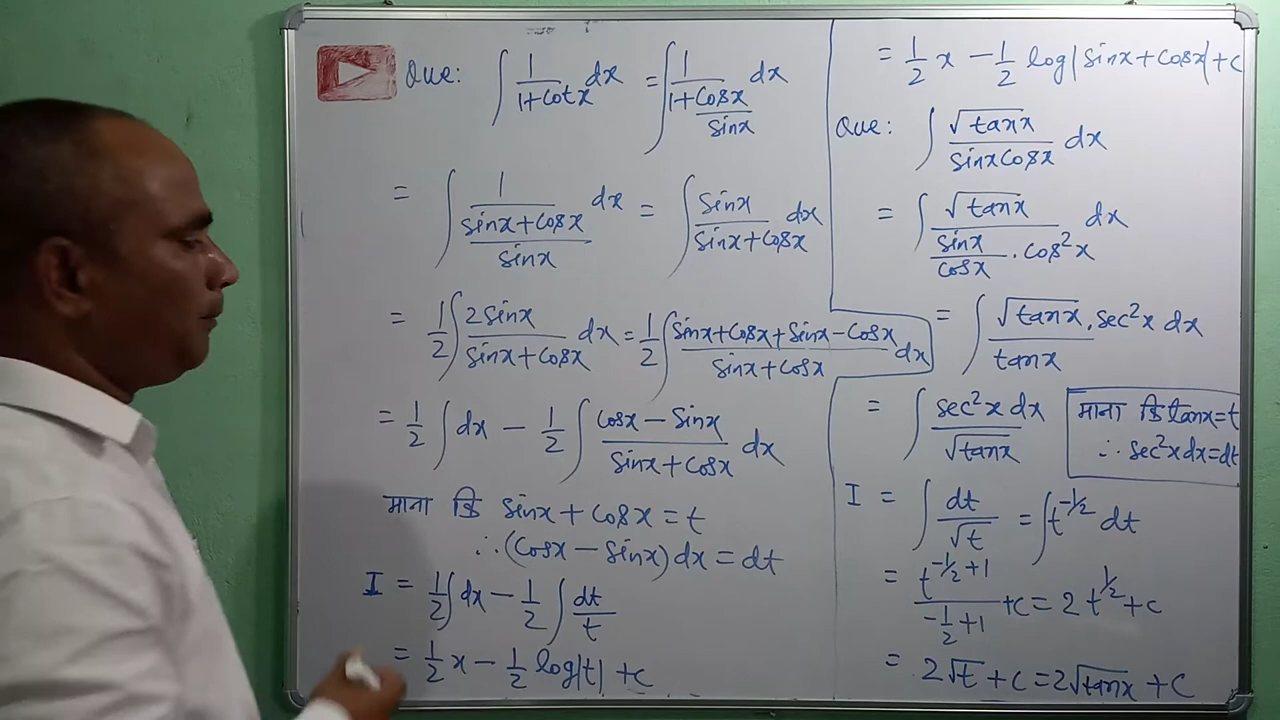 Que: ∫ 1/(1+cotx) dx = ∫ 1/(1+cosx/sinx) dx
= ∫ 1/((sinx+cosx)/sinx) dx = ∫ sinx/(sinx+cosx) dx
= 1/2 ∫ 2sinx/(sinx+cosx) dx = 1/2 ∫ (sinx+cosx+sinx-cosx)/(sinx+cosx) dx
= 1/2 ∫ dx - 1/2 ∫ (cosx-sinx)/(sinx+cosx) dx
माना कि sinx+cosx=t
∴ (cosx-sinx)dx=dt
I = 1/2 ∫ dx - 1/2 ∫ dt/t
= 1/2 x - 1/2 log|t| +c
= 1/2 x - 1/2 log|sinx+cosx|+c
Que: ∫ √tanx/(sinxcosx) dx
= ∫ √tanx/(sinx/cosx . cos²x) dx
= ∫ √tanx . sec²x dx/tanx
= ∫ sec²x dx/√tanx
माना कि tanx=t
∴ sec²xdx=dt
I = ∫ dt/√t = ∫ t^(-1/2) dt
= t^(-1/2+1)/(-1/2+1) +c = 2t^(1/2)+c
= 2√t+c=2√tanx+c